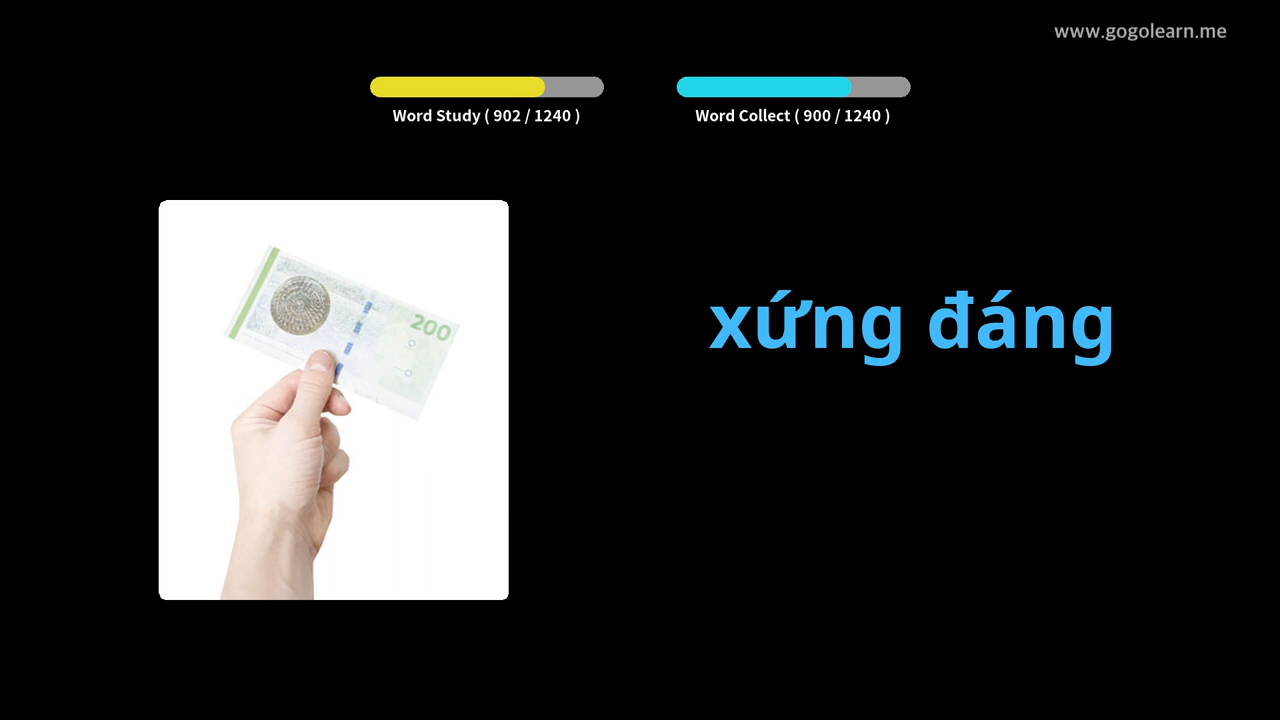 www.gogolearn.me
Word Study ( 902 / 1240 )
Word Collect ( 900 / 1240 )
200
xứng đáng